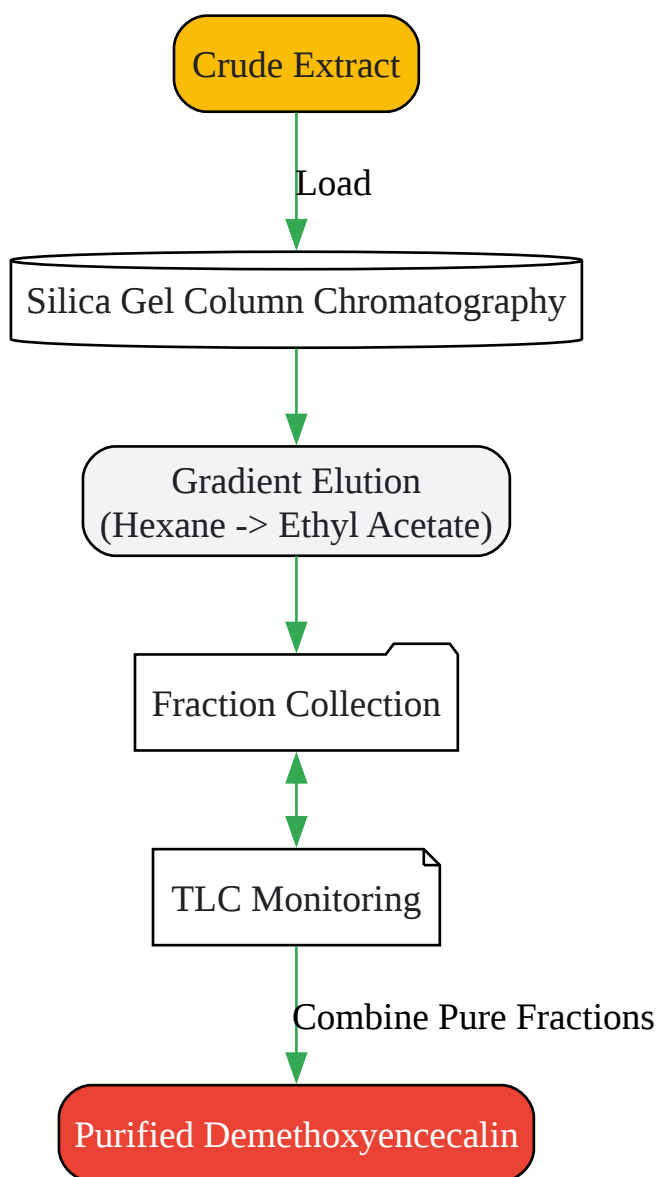 Crude Extract
Load
Silica Gel Column Chromatography
Gradient Elution
(Hexane -> Ethyl Acetate)
Fraction Collection
TLC Monitoring
Combine Pure Fractions
Purified Demethoxyencecalin